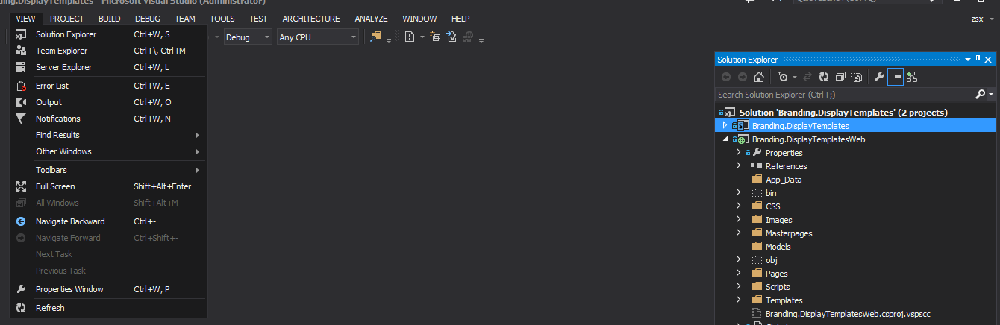 nding.DisplayTemplates - Microsoft Visual Studio (Administrator)
VIEW PROJECT BUILD DEBUG TEAM TOOLS TEST ARCHITECTURE ANALYZE WINDOW HELP
zsx
Debug Any CPU
Solution Explorer Ctrl+W, S
Team Explorer Ctrl+\, Ctrl+M
Server Explorer Ctrl+W, L
Error List Ctrl+W, E
Output Ctrl+W, O
Notifications Ctrl+W, N
Find Results
Other Windows
Toolbars
Full Screen Shift+Alt+Enter
All Windows Shift+Alt+M
Navigate Backward Ctrl+-
Navigate Forward Ctrl+Shift+-
Next Task
Previous Task
Properties Window Ctrl+W, P
Refresh
Solution Explorer
Search Solution Explorer (Ctrl+;)
Solution 'Branding.DisplayTemplates' (2 projects)
Branding.DisplayTemplates
Branding.DisplayTemplatesWeb
Properties
References
App_Data
bin
CSS
Images
Masterpages
Models
obj
Pages
Scripts
Templates
Branding.DisplayTemplatesWeb.csproj.vspscc